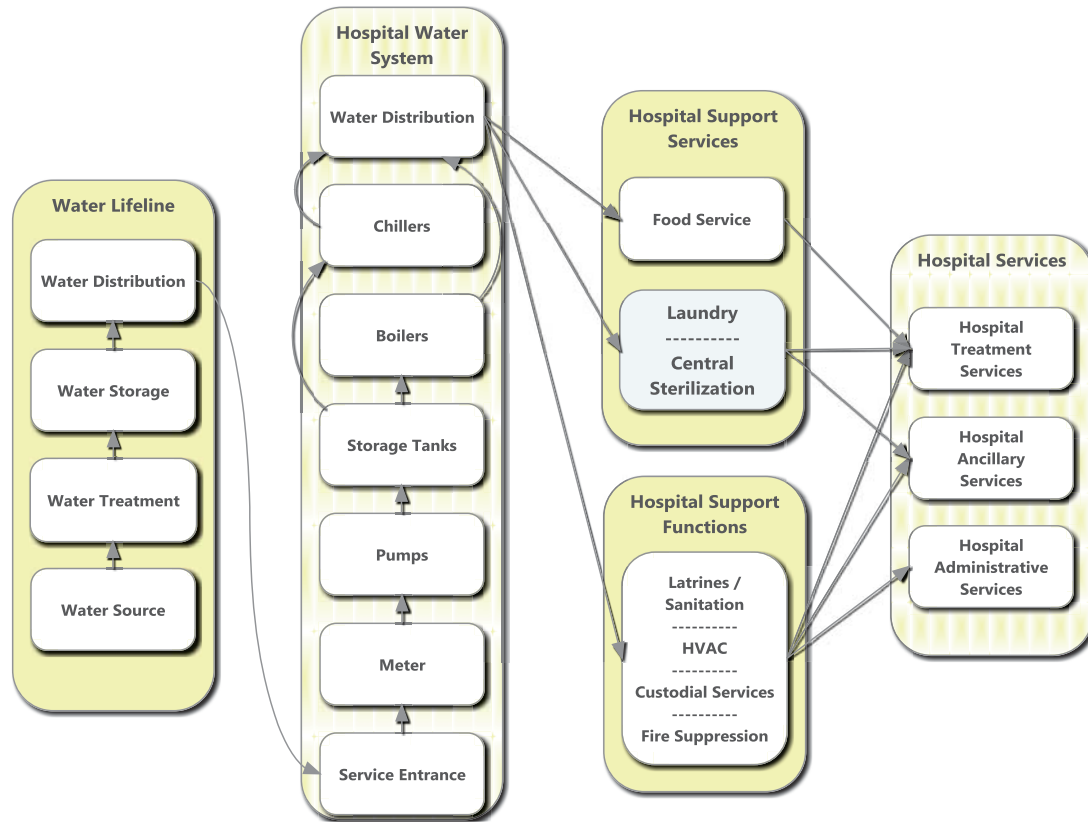 Water Lifeline
Water Distribution
Water Storage
Water Treatment
Water Source
Hospital Water
System
Water Distribution
Chillers
Boilers
Storage Tanks
Pumps
Meter
Service Entrance
Hospital Support
Services
Food Service
Laundry
----------
Central
Sterilization
Hospital Support
Functions
Latrines /
Sanitation
----------
HVAC
----------
Custodial Services
----------
Fire Suppression
Hospital Services
Hospital
Treatment
Services
Hospital
Ancillary
Services
Hospital
Administrative
Services